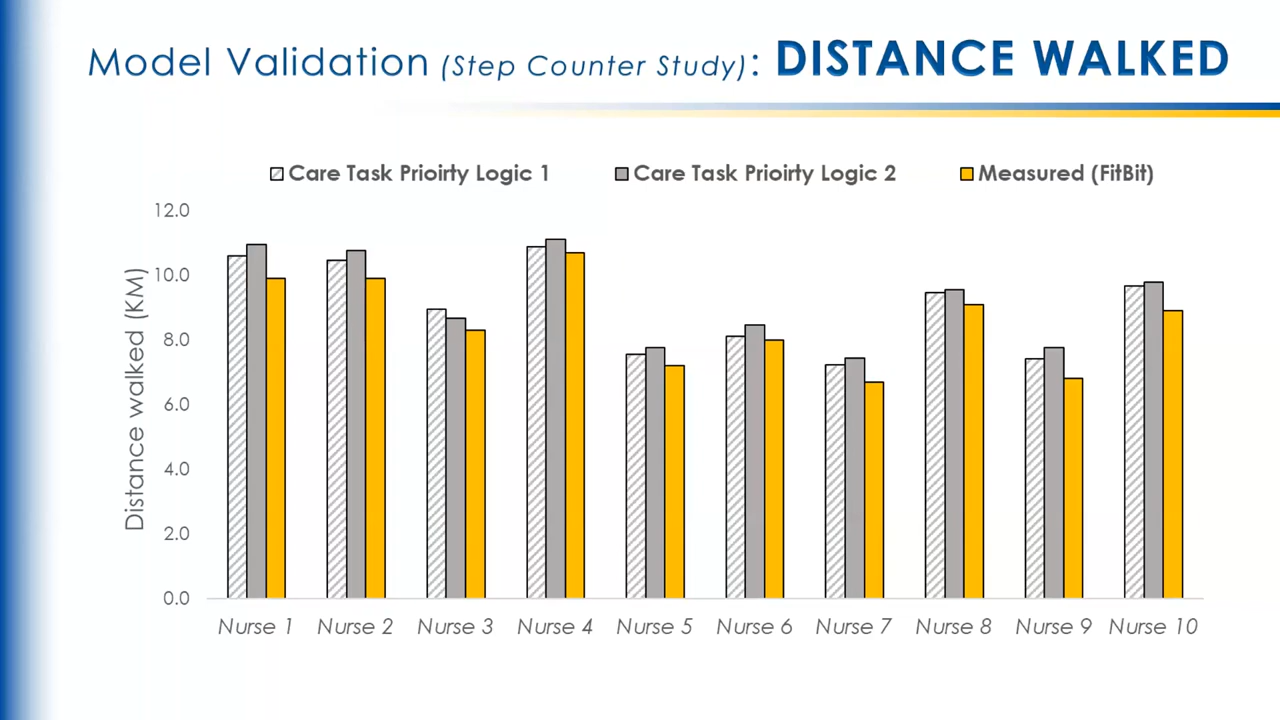 Model Validation (Step Counter Study): DISTANCE WALKED
Care Task Prioirty Logic 1
Care Task Prioirty Logic 2
Measured (FitBit)
Distance walked (KM)
12.0
10.0
8.0
6.0
4.0
2.0
0.0
Nurse 1
Nurse 2
Nurse 3
Nurse 4
Nurse 5
Nurse 6
Nurse 7
Nurse 8
Nurse 9
Nurse 10